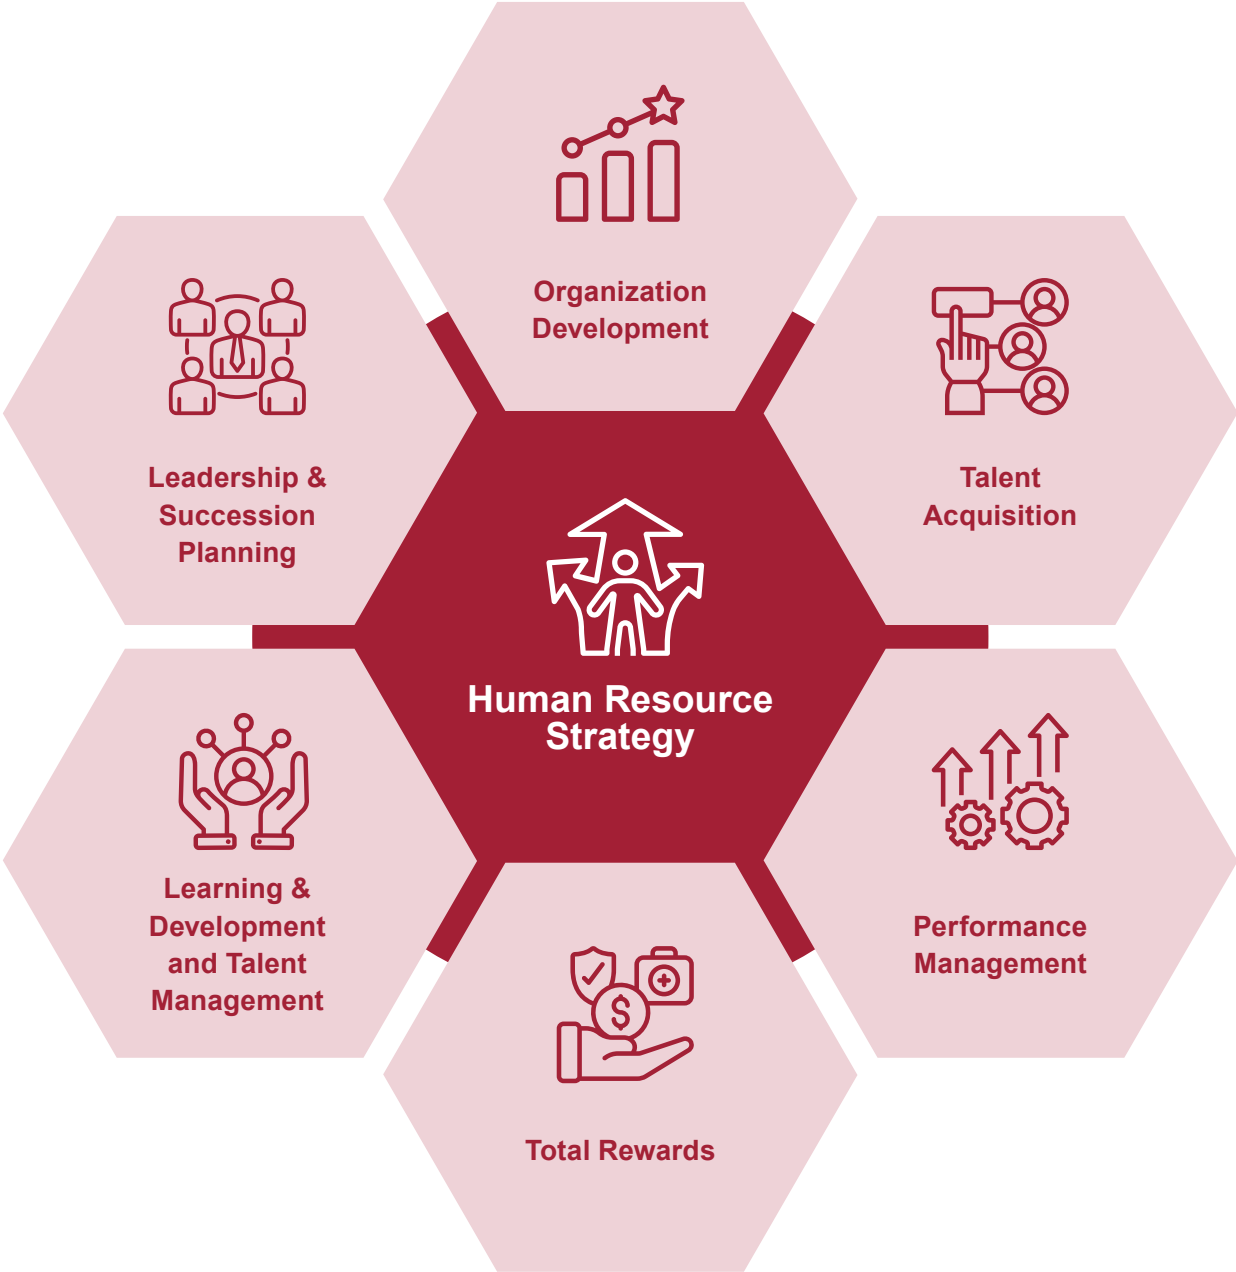 Organization
Development
Leadership &
Succession
Planning
Talent
Acquisition
Human Resource
Strategy
Learning &
Development
and Talent
Management
Performance
Management
Total Rewards